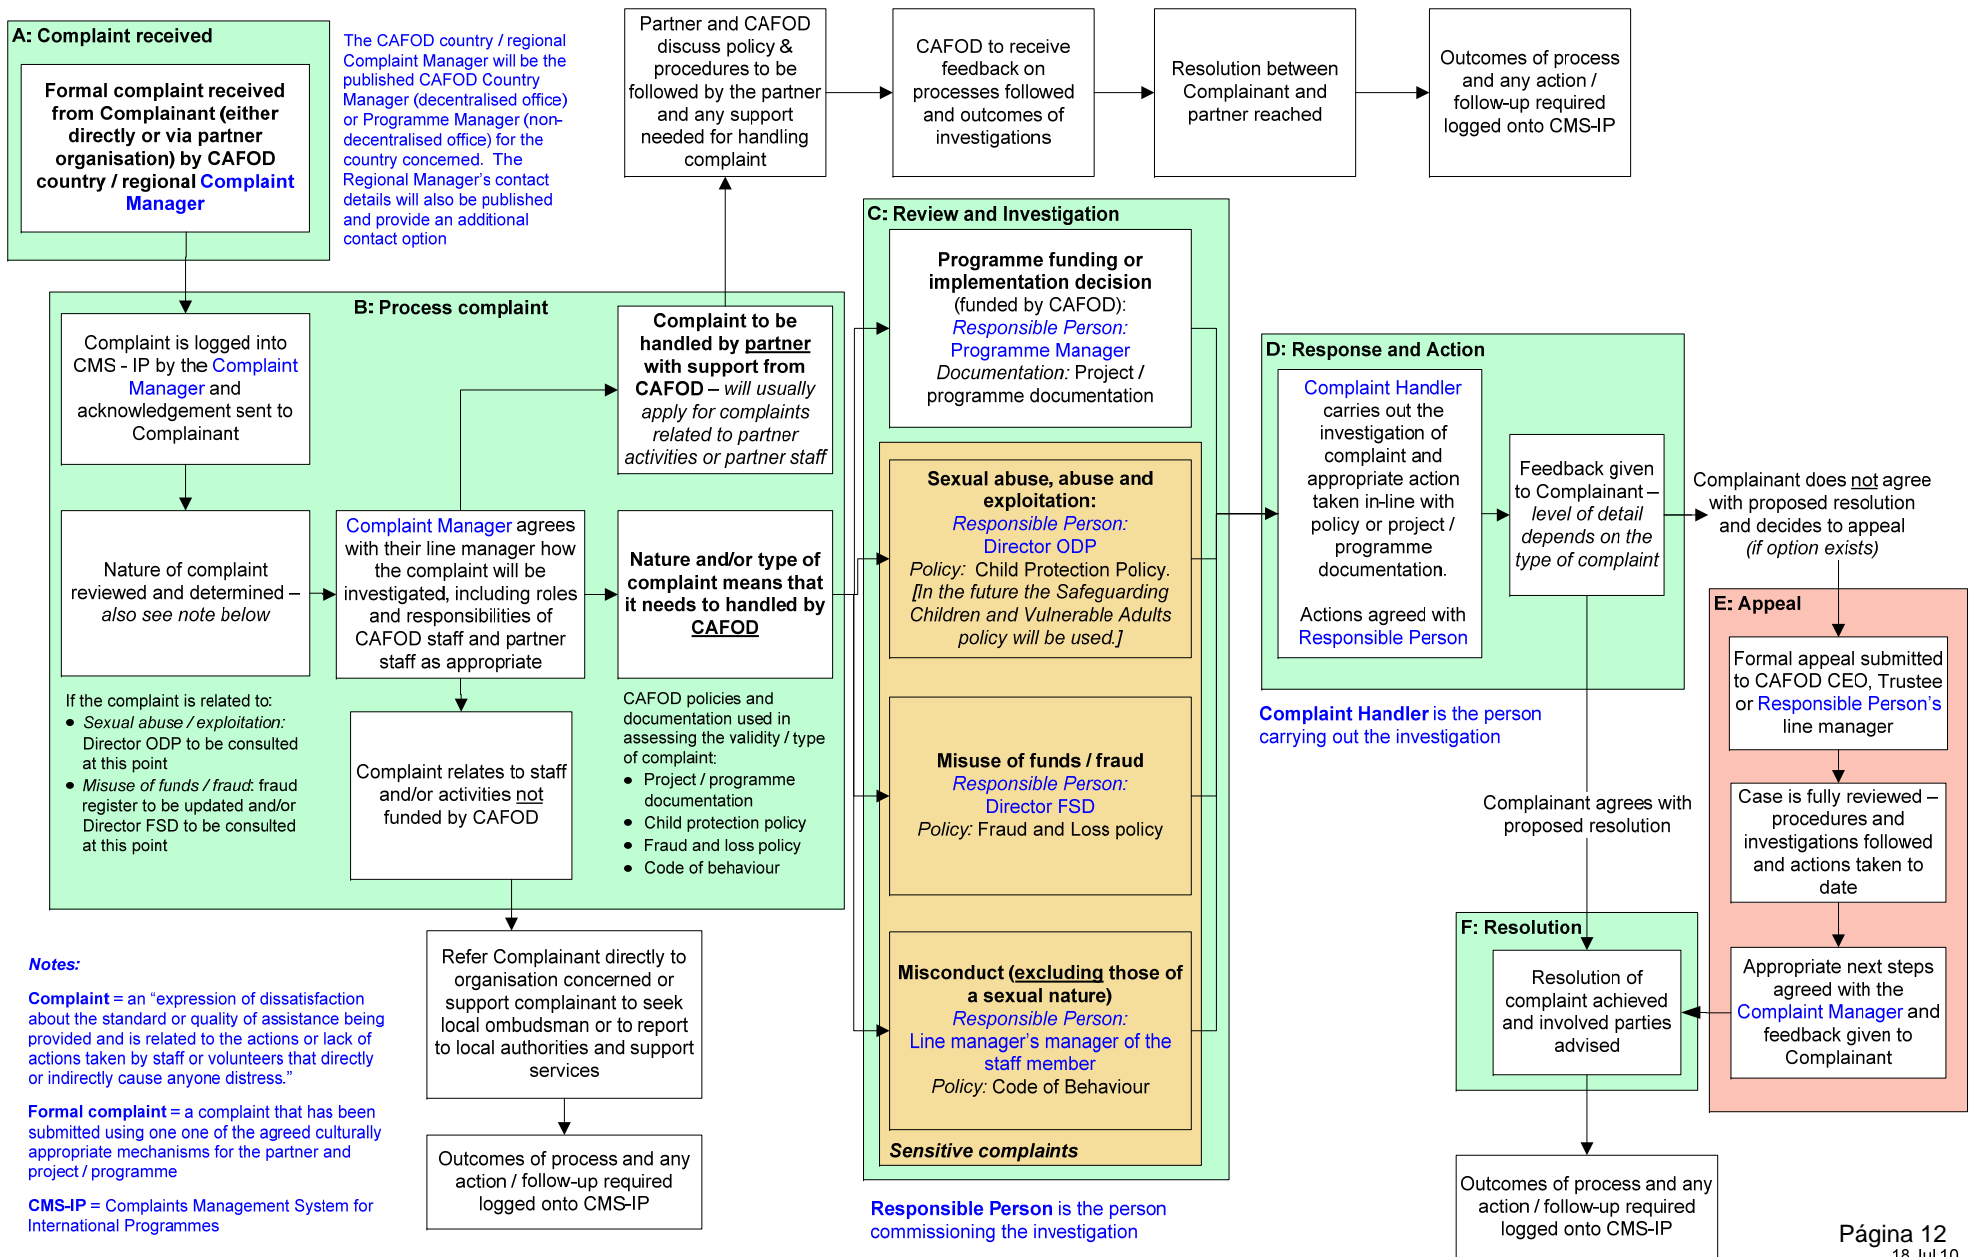 A: Complaint received
Formal complaint received
from Complainant (either
directly or via partner
organisation) by CAFOD
country / regional Complaint
Manager
The CAFOD country / regional
Complaint Manager will be the
published CAFOD Country
Manager (decentralised office)
or Programme Manager (non-
decentralised office) for the
country concerned. The
Regional Manager's contact
details will also be published
and provide an additional
contact option
Partner and CAFOD
discuss policy &
procedures to be
followed by the partner
and any support
needed for handling
complaint
CAFOD to receive
feedback on
processes followed
and outcomes of
investigations
Resolution between
Complainant and
partner reached
Outcomes of process
and any action /
follow-up required
logged onto CMS-IP
B: Process complaint
Complaint is logged into
CMS - IP by the Complaint
Manager and
acknowledgement sent to
Complainant
Nature of complaint
reviewed and determined –
also see note below
If the complaint is related to:
• Sexual abuse / exploitation:
Director ODP to be consulted
at this point
• Misuse of funds / fraud: fraud
register to be updated and/or
Director FSD to be consulted
at this point
Complaint Manager agrees
with their line manager how
the complaint will be
investigated, including roles
and responsibilities of
CAFOD staff and partner
staff as appropriate
Complaint relates to staff
and/or activities not
funded by CAFOD
Complaint to be
handled by partner
with support from
CAFOD – will usually
apply for complaints
related to partner
activities or partner staff
Nature and/or type of
complaint means that
it needs to handled by
CAFOD
CAFOD policies and
documentation used in
assessing the validity / type
of complaint:
• Project / programme
documentation
• Child protection policy
• Fraud and loss policy
• Code of behaviour
Refer Complainant directly to
organisation concerned or
support complainant to seek
local ombudsman or to report
to local authorities and support
services
Outcomes of process and any
action / follow-up required
logged onto CMS-IP
C: Review and Investigation
Programme funding or
implementation decision
(funded by CAFOD):
Responsible Person:
Programme Manager
Documentation: Project /
programme documentation
Sexual abuse, abuse and
exploitation:
Responsible Person:
Director ODP
Policy: Child Protection Policy.
[In the future the Safeguarding
Children and Vulnerable Adults
policy will be used.]
Misuse of funds / fraud
Responsible Person:
Director FSD
Policy: Fraud and Loss policy
Misconduct (excluding those of
a sexual nature)
Responsible Person:
Line manager's manager of the
staff member
Policy: Code of Behaviour
Sensitive complaints
Responsible Person is the person
commissioning the investigation
D: Response and Action
Complaint Handler
carries out the
investigation of
complaint and
appropriate action
taken in-line with
policy or project /
programme
documentation.
Actions agreed with
Responsible Person
Feedback given
to Complainant –
level of detail
depends on the
type of complaint
Complaint Handler is the person
carrying out the investigation
Complainant does not agree
with proposed resolution
and decides to appeal
(if option exists)
Complainant agrees with
proposed resolution
E: Appeal
Formal appeal submitted
to CAFOD CEO, Trustee
or Responsible Person's
line manager
Case is fully reviewed –
procedures and
investigations followed
and actions taken to
date
Appropriate next steps
agreed with the
Complaint Manager and
feedback given to
Complainant
F: Resolution
Resolution of
complaint achieved
and involved parties
advised
Outcomes of process and any
action / follow-up required
logged onto CMS-IP
Notes:
Complaint = an “expression of dissatisfaction
about the standard or quality of assistance being
provided and is related to the actions or lack of
actions taken by staff or volunteers that directly
or indirectly cause anyone distress.”
Formal complaint = a complaint that has been
submitted using one one of the agreed culturally
appropriate mechanisms for the partner and
project / programme
CMS-IP = Complaints Management System for
International Programmes
Página 12
18 Jul 10